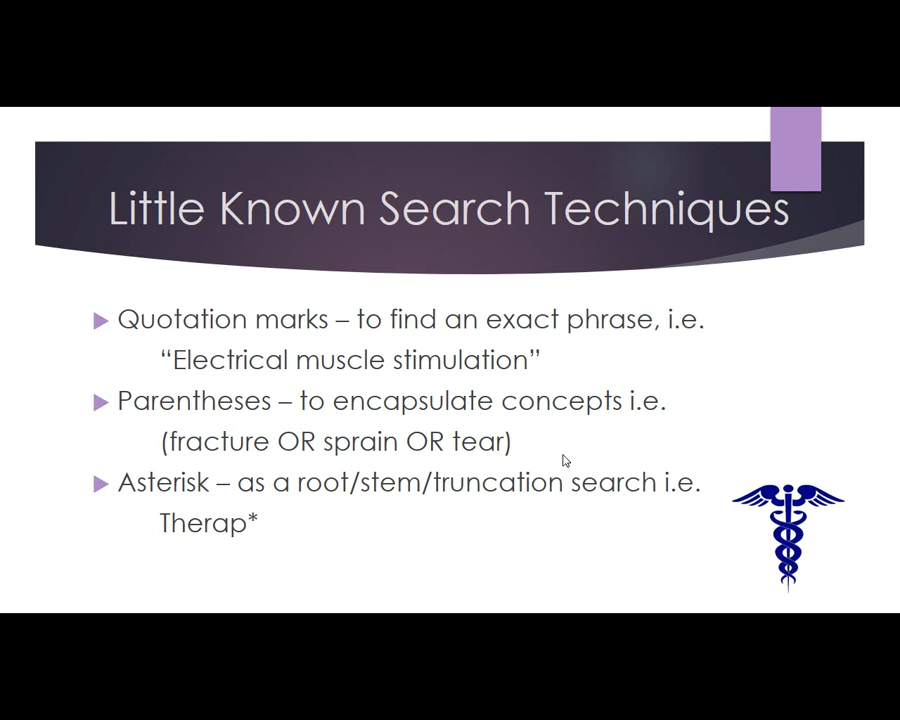 Little Known Search Techniques
Quotation marks – to find an exact phrase, i.e.
“Electrical muscle stimulation”
Parentheses – to encapsulate concepts i.e.
(fracture OR sprain OR tear)
Asterisk – as a root/stem/truncation search i.e.
Therap*